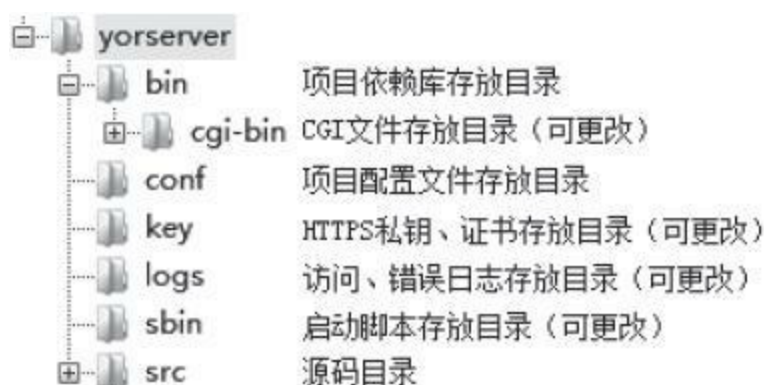 yorserver
bin 项目依赖库存放目录
cgi-bin CGI文件存放目录（可更改）
conf 项目配置文件存放目录
key HTTPS私钥、证书存放目录（可更改）
logs 访问、错误日志存放目录（可更改）
sbin 启动脚本存放目录（可更改）
src 源码目录